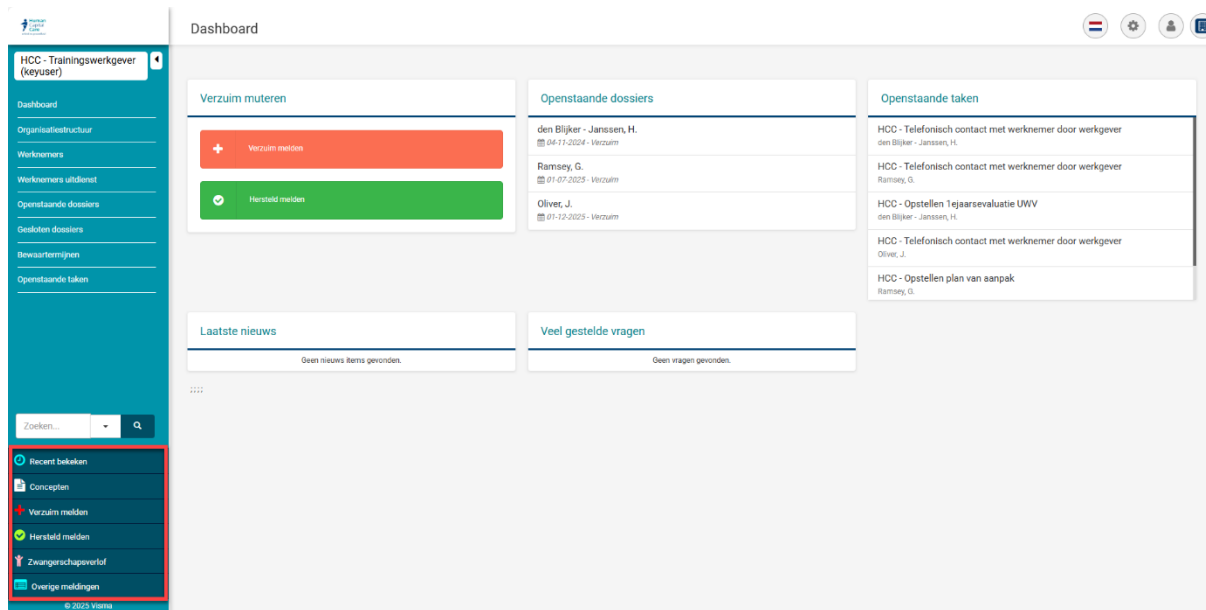 Human
Capital
Care
Dashboard
HCC - Trainingswerkgever
(keyuser)
Dashboard
Organisatiestructuur
Werknemers
Werknemers uitdienst
Openstaande dossiers
Gesloten dossiers
Bewaartermijnen
Openstaande taken
Zoeken...
Recent bekeken
Concepten
Verzuim melden
Hersteld melden
Zwangerschapsverlof
Overige meldingen
© 2025 Visma
Verzuim muteren
Verzuim melden
Hersteld melden
Openstaande dossiers
den Blijker - Janssen, H.
04-11-2024 - Verzuim
Ramsey, G.
01-07-2025 - Verzuim
Oliver, J.
01-12-2025 - Verzuim
Openstaande taken
HCC - Telefonisch contact met werknemer door werkgever
den Blijker - Janssen, H.
HCC - Telefonisch contact met werknemer door werkgever
Ramsey, G.
HCC - Opstellen 1ejaarsevaluatie UWV
den Blijker - Janssen, H.
HCC - Telefonisch contact met werknemer door werkgever
Oliver, J.
HCC - Opstellen plan van aanpak
Ramsey, G.
Laatste nieuws
Geen nieuws items gevonden.
Veel gestelde vragen
Geen vragen gevonden.
;;;;